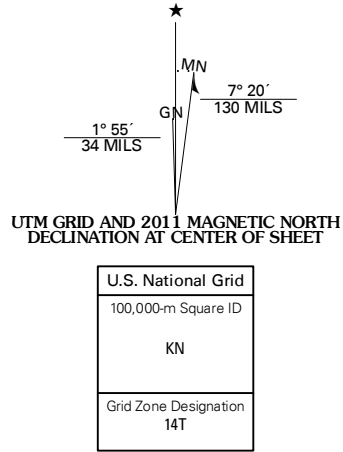 ★
MN
GN
7° 20´
130 MILS
1° 55´
34 MILS
UTM GRID AND 2011 MAGNETIC NORTH
DECLINATION AT CENTER OF SHEET
U.S. National Grid
100,000-m Square ID
KN
Grid Zone Designation
14T